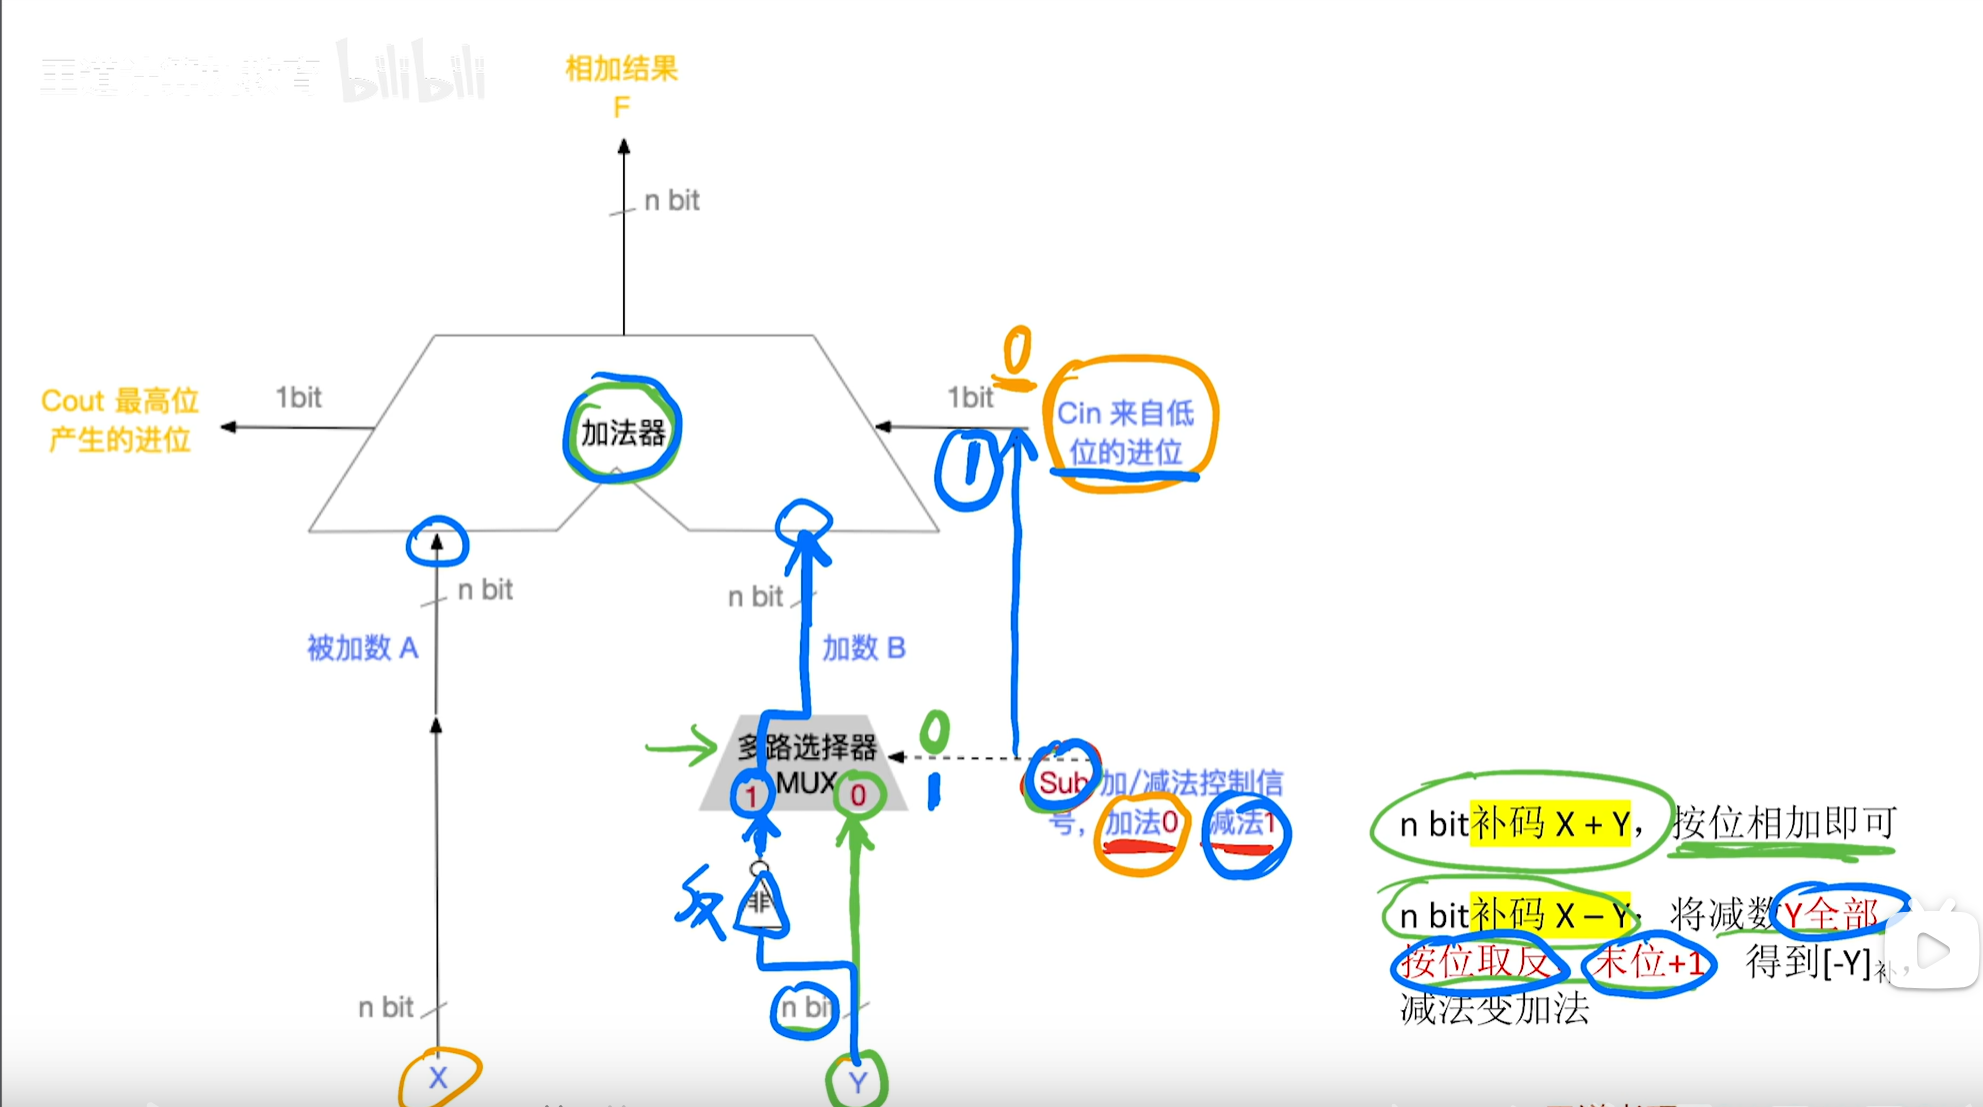 王道计算机教育 bilibili
相加结果
F
n bit
0
Cout 最高位
产生的进位
1bit
加法器
1bit
Cin 来自低
位的进位
1
n bit
n bit
被加数 A
加数 B
0
多路选择器
MUX
1
0
1
Sub 加/减法控制信
号，加法0 减法1
n bit补码 X + Y，按位相加即可
反
非
n bit补码 X – Y，将减数Y全部
按位取反、末位+1 得到[-Y]补，
减法变加法
n bit
n bit
X
Y